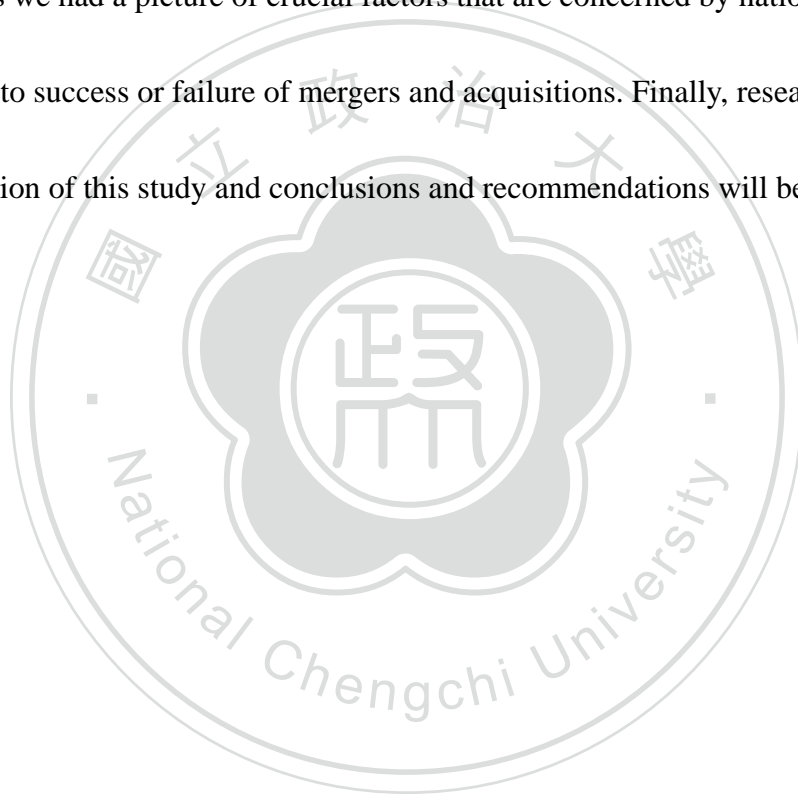 we had a picture of crucial factors that are concerned by natio
to success or failure of mergers and acquisitions. Finally, resea
ion of this study and conclusions and recommendations will be
國立政治大學
政大
National Chengchi University